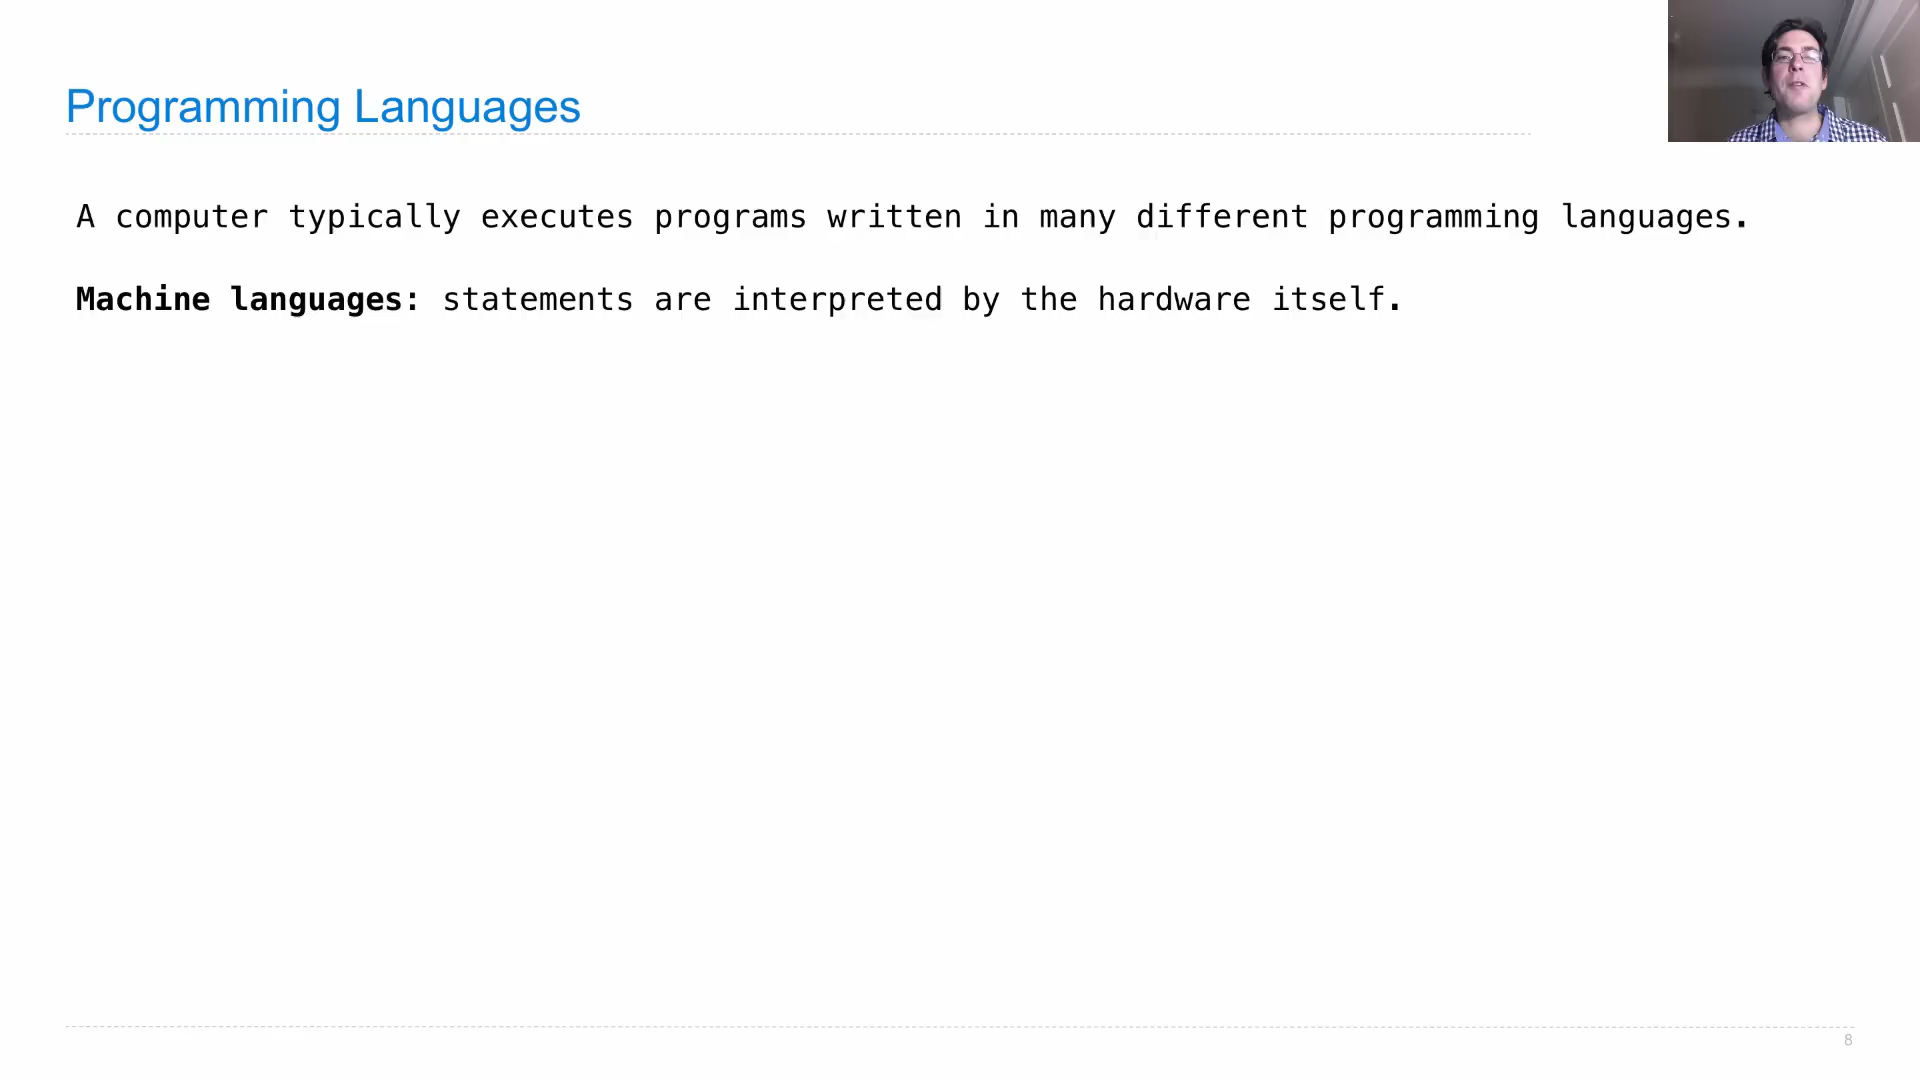 Programming Languages
A computer typically executes programs written in many different programming languages.
Machine languages: statements are interpreted by the hardware itself.
8